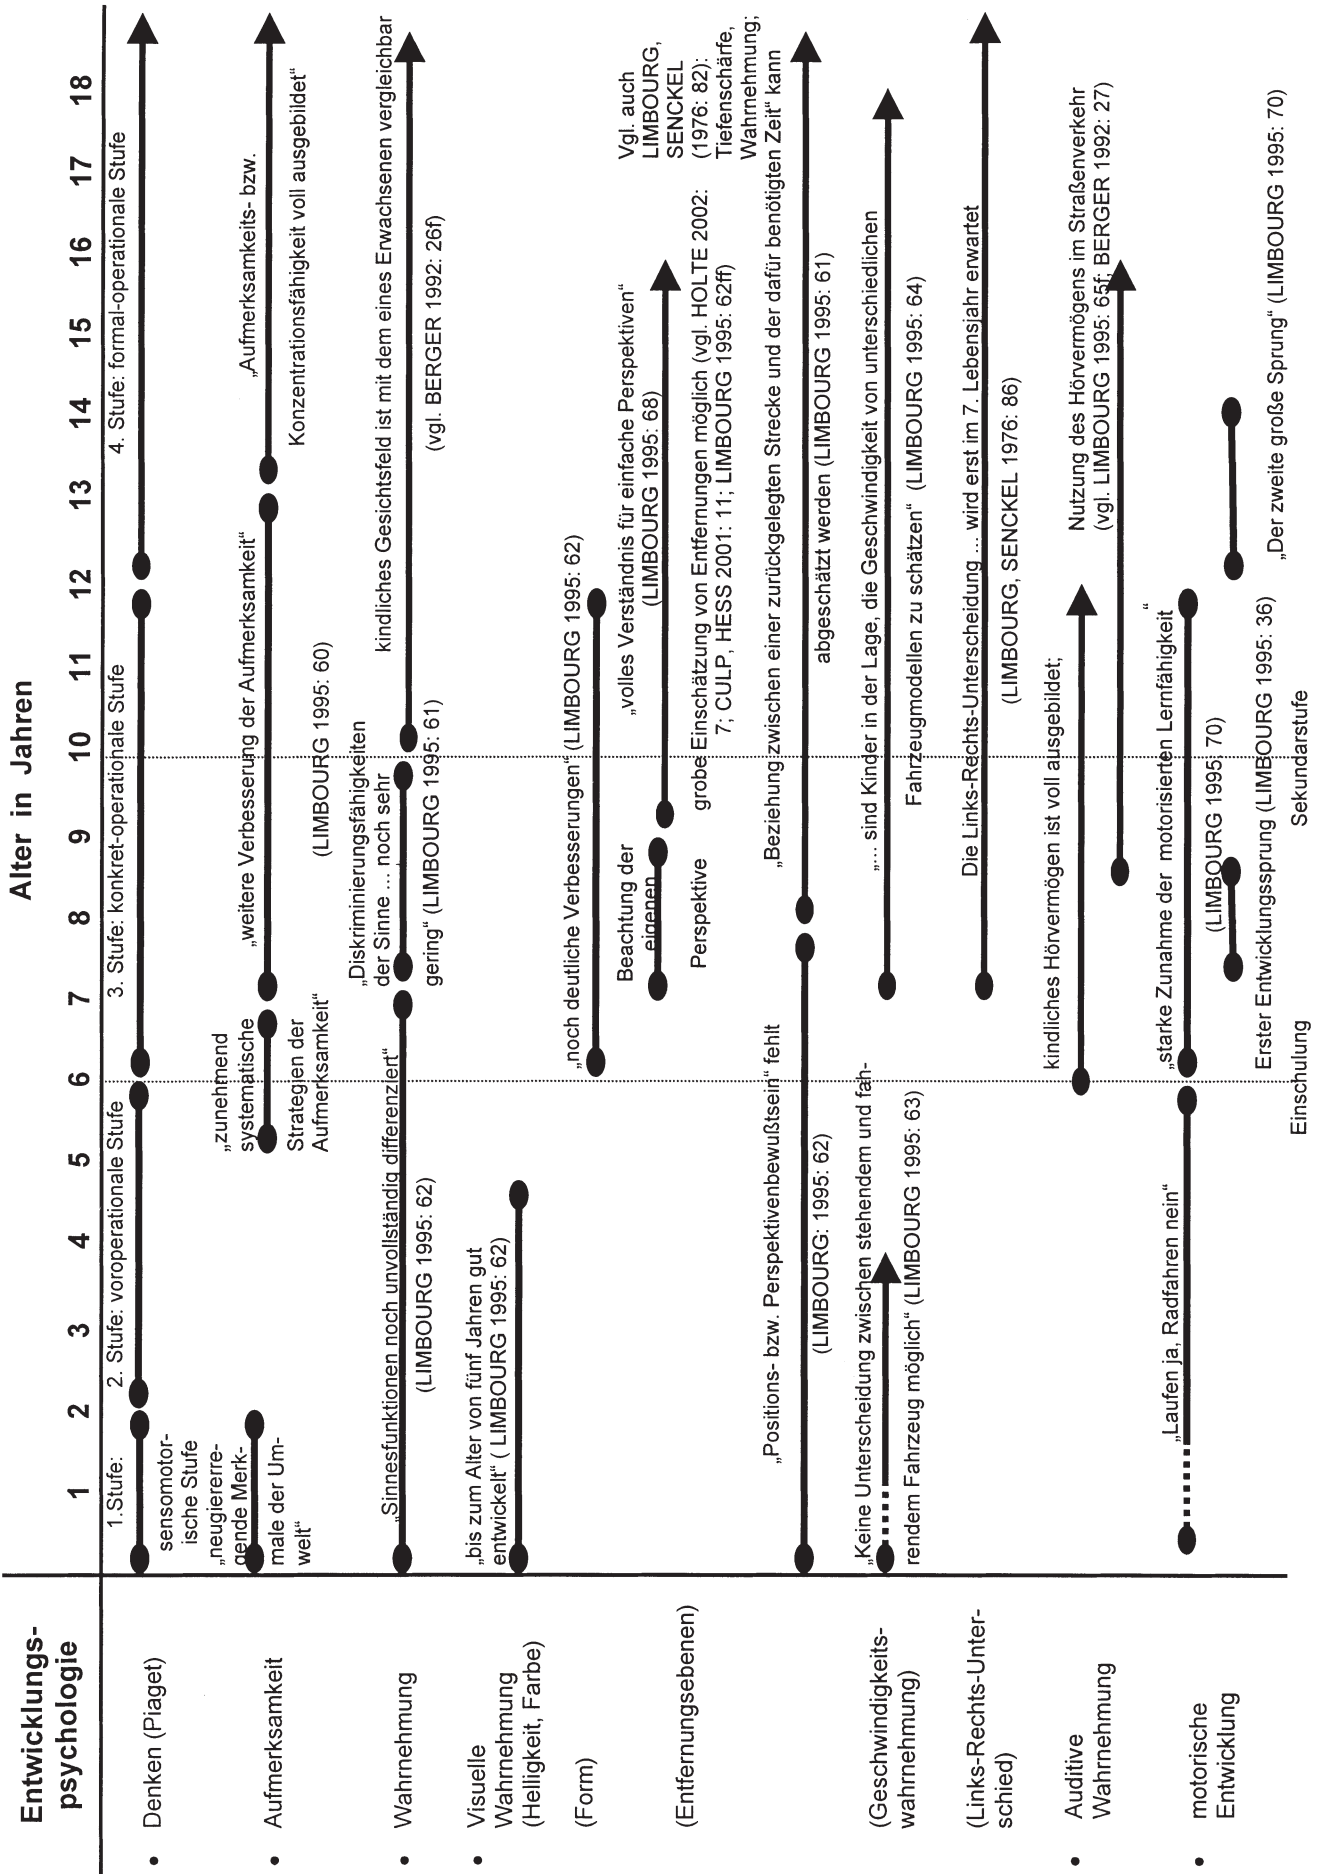 Entwicklungs-
psychologie
Alter in Jahren
1 2 3 4 5 6 7 8 9 10 11 12 13 14 15 16 17 18
• Denken (Piaget)
1.Stufe:
sensomotor-
ische Stufe
2. Stufe: voroperationale Stufe
3. Stufe: konkret-operationale Stufe
4. Stufe: formal-operationale Stufe
• Aufmerksamkeit
„neugiererre-
gende Merk-
male der Um-
welt“
„zunehmend
systematische
Strategien der
Aufmerksamkeit“
„weitere Verbesserung der Aufmerksamkeit“
(LIMBOURG 1995: 60)
„Aufmerksamkeits- bzw.
Konzentrationsfähigkeit voll ausgebildet“
• Wahrnehmung
„Sinnesfunktionen noch unvollständig differenziert“
(LIMBOURG 1995: 62)
„Diskriminierungsfähigkeiten
der Sinne ... noch sehr
gering“ (LIMBOURG 1995: 61)
kindliches Gesichtsfeld ist mit dem eines Erwachsenen vergleichbar
(vgl. BERGER 1992: 26f)
• Visuelle
Wahrnehmung
(Helligkeit, Farbe)
„bis zum Alter von fünf Jahren gut
entwickelt“ ( LIMBOURG 1995: 62)
(Form)
„noch deutliche Verbesserungen“ (LIMBOURG 1995: 62)
(Entfernungsebenen)
Beachtung der
eigenen
Perspektive
„volles Verständnis für einfache Perspektiven“
(LIMBOURG 1995: 68)
grobe Einschätzung von Entfernungen möglich (vgl. HOLTE 2002:
7; CULP, HESS 2001: 11; LIMBOURG 1995: 62ff)
Vgl. auch
LIMBOURG,
SENCKEL
(1976: 82):
Tiefenschärfe,
Wahrnehmung;
„Positions- bzw. Perspektivenbewußtsein“ fehlt
(LIMBOURG: 1995: 62)
„Beziehung zwischen einer zurückgelegten Strecke und der dafür benötigten Zeit“ kann
abgeschätzt werden (LIMBOURG 1995: 61)
(Geschwindigkeits-
wahrnehmung)
„Keine Unterscheidung zwischen stehendem und fah-
rendem Fahrzeug möglich“ (LIMBOURG 1995: 63)
„... sind Kinder in der Lage, die Geschwindigkeit von unterschiedlichen
Fahrzeugmodellen zu schätzen“ (LIMBOURG 1995: 64)
(Links-Rechts-Unter-
schied)
Die Links-Rechts-Unterscheidung ... wird erst im 7. Lebensjahr erwartet
(LIMBOURG, SENCKEL 1976: 86)
• Auditive
Wahrnehmung
kindliches Hörvermögen ist voll ausgebildet;
Nutzung des Hörvermögens im Straßenverkehr
(vgl. LIMBOURG 1995: 65f; BERGER 1992: 27)
• motorische
Entwicklung
„Laufen ja, Radfahren nein“
„starke Zunahme der motorisierten Lernfähigkeit “
(LIMBOURG 1995: 70)
Erster Entwicklungssprung (LIMBOURG 1995: 36)
„Der zweite große Sprung“ (LIMBOURG 1995: 70)
Einschulung
Sekundarstufe